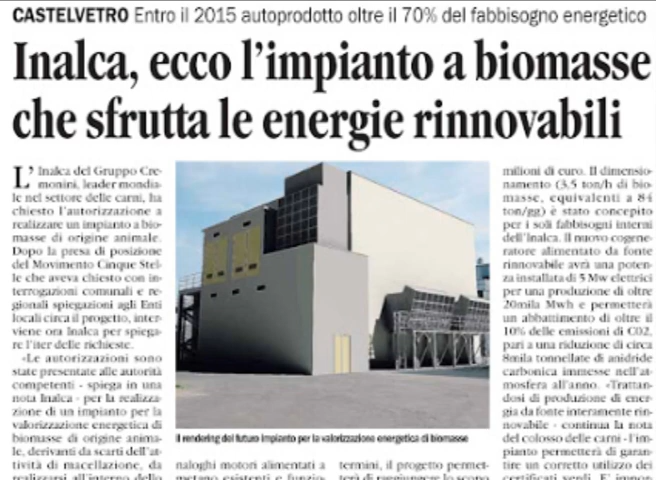 CASTELVETRO Entro il 2015 autoprodotto oltre il 70% del fabbisogno energetico
Inalca, ecco l'impianto a biomasse
che sfrutta le energie rinnovabili
L'Inalca del Gruppo Cre-
monini, leader mondia-
le nel settore delle carni, ha
chiesto l'autorizzazione a
realizzare un impianto a bio-
masse di origine animale.
Dopo la presa di posizione
del Movimento Cinque Stel-
le che aveva chiesto con in-
terrogazioni comunali e re-
gionali spiegazioni agli Enti
locali circa il progetto, inter-
viene ora Inalca per spiega-
re l'iter delle richieste.
«Le autorizzazioni sono
state presentate alle autorità
competenti - spiega in una
nota Inalca - per la realizza-
zione di un impianto per la
valorizzazione energetica di
biomasse di origine anima-
le, derivanti da scarti dell'at-
tività di macellazione, da
realizzarsi all'interno dello
Il rendering del futuro impianto per la valorizzazione energetica di biomasse
naloghi motori alimentati a
metano esistenti e funzio-
termini, il progetto permet-
terà di raggiungere lo scopo
milioni di euro. Il dimensio-
namento (3,5 ton/h di bio-
masse, equivalenti a 84
ton/gg) è stato concepito
per i soli fabbisogni interni
dell'Inalca. Il nuovo cogene-
ratore alimentato da fonte
rinnovabile avrà una poten-
za installata di 5 Mw elettrici
per una produzione di oltre
20mila Mwh e permetterà
un abbattimento di oltre il
10% delle emissioni di CO2,
pari a una riduzione di circa
8mila tonnellate di anidride
carbonica immesse nell'at-
mosfera all'anno. «Trattan-
dosi di produzione di ener-
gia da fonte interamente rin-
novabile - continua la nota
del colosso delle carni - l'im-
pianto permetterà di garan-
tire un corretto utilizzo dei
certificati verdi. E' impor-